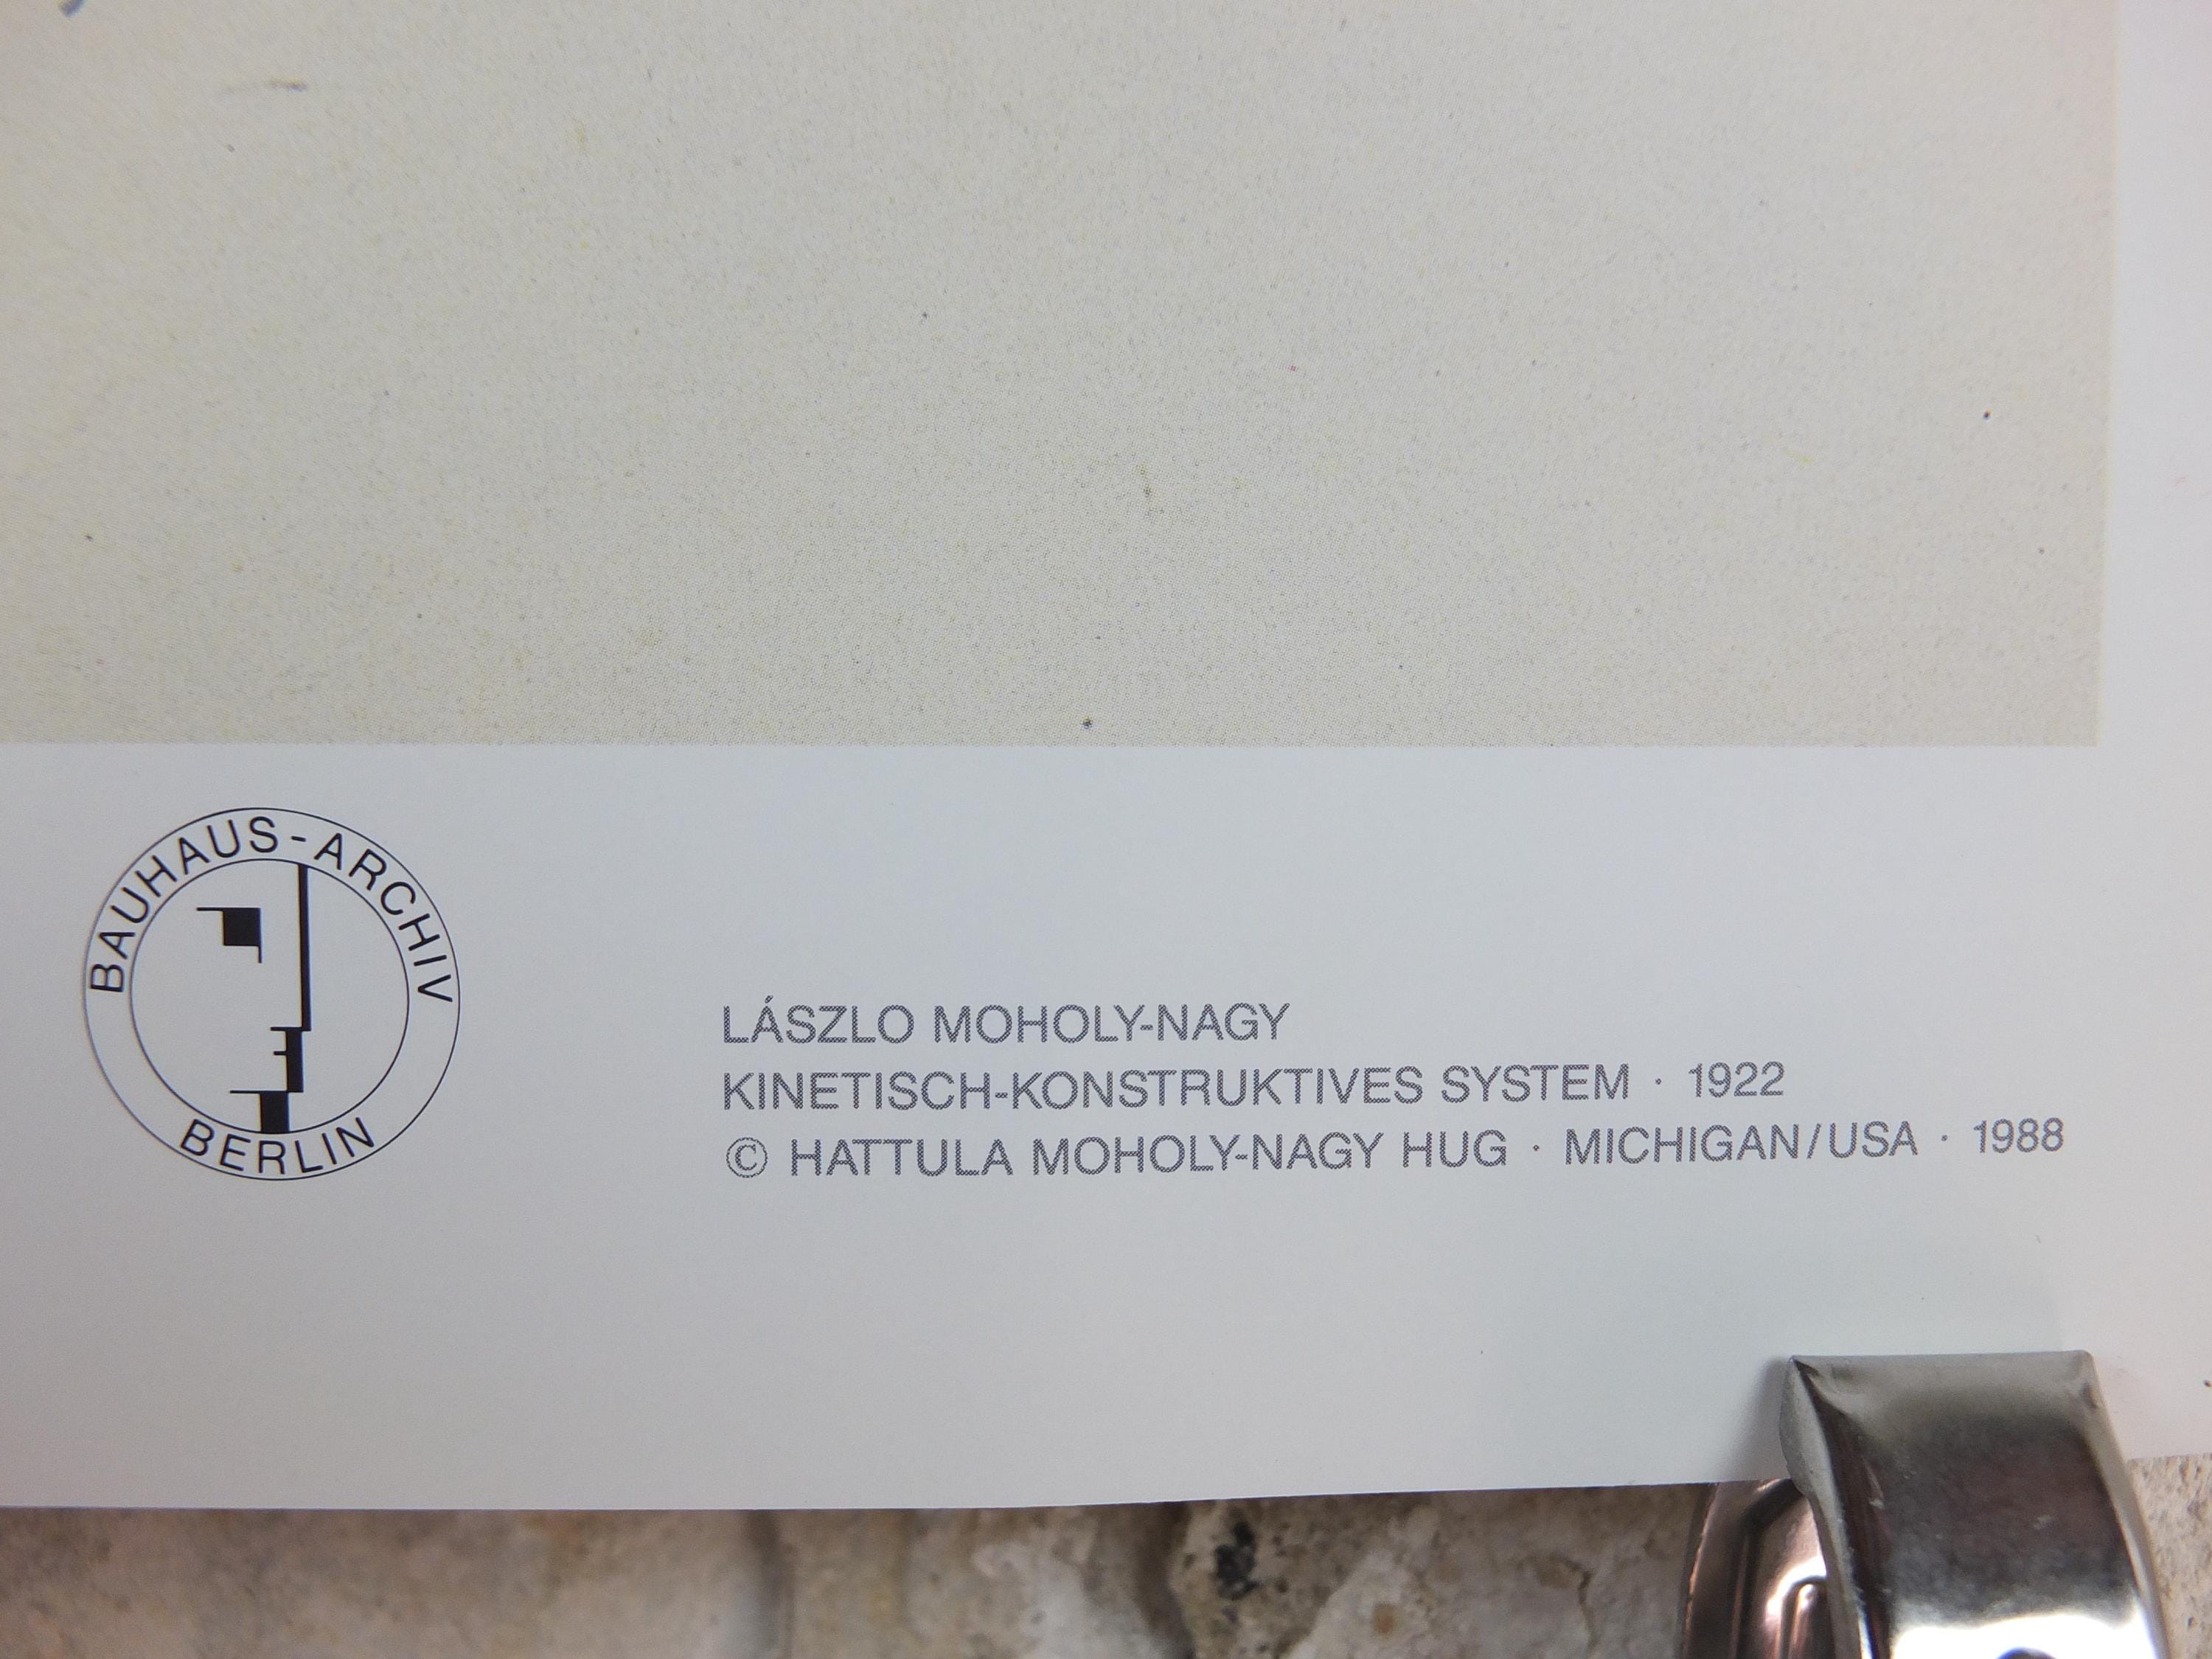 BAUHAUS-ARCHIV
BERLIN
LÁSZLO MOHOLY-NAGY
KINETISCH-KONSTRUKTIVES SYSTEM · 1922
© HATTULA MOHOLY-NAGY HUG · MICHIGAN/USA · 1988